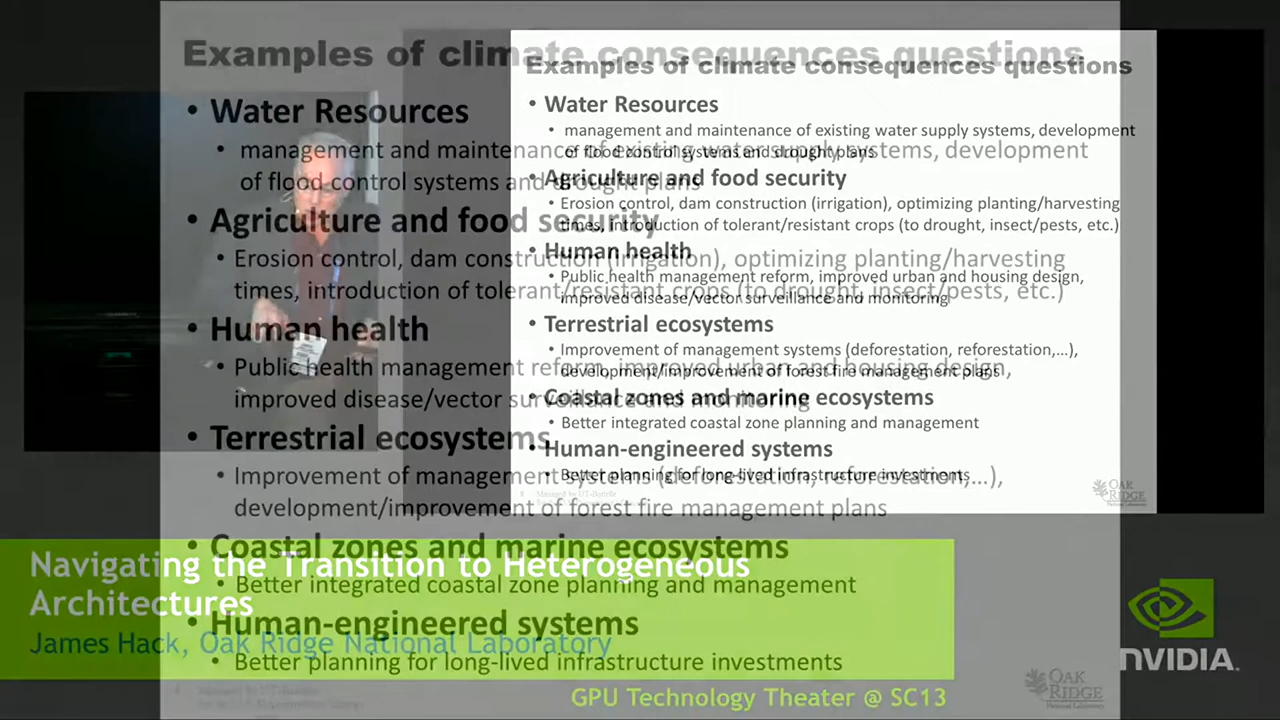 Examples of climate consequences questions
• Water Resources
• management and maintenance of existing water supply systems, development
of flood control systems and drought plans
• Agriculture and food security
• Erosion control, dam construction (irrigation), optimizing planting/harvesting
times, introduction of tolerant/resistant crops (to drought, insect/pests, etc.)
• Human health
• Public health management reform, improved urban and housing design,
improved disease/vector surveillance and monitoring
• Terrestrial ecosystems
• Improvement of management systems (deforestation, reforestation,...),
development/improvement of forest fire management plans
• Coastal zones and marine ecosystems
• Better integrated coastal zone planning and management
• Human-engineered systems
• Better planning for long-lived infrastructure investments
OAK
RIDGE
National Laboratory
Examples of climate consequences questions
• Water Resources
• management and maintenance of existing water supply systems, development
of flood control systems and drought plans
• Agriculture and food security
• Erosion control, dam construction (irrigation), optimizing planting/harvesting
times, introduction of tolerant/resistant crops (to drought, insect/pests, etc.)
• Human health
• Public health management reform, improved urban and housing design,
improved disease/vector surveillance and monitoring
• Terrestrial ecosystems
• Improvement of management systems (deforestation, reforestation,...),
development/improvement of forest fire management plans
• Coastal zones and marine ecosystems
• Better integrated coastal zone planning and management
• Human-engineered systems
• Better planning for long-lived infrastructure investments
Managed by UT-Battelle
OAK
RIDGE
National Laboratory
Navigating the Transition to Heterogeneous
Architectures
James Hack, Oak Ridge National Laboratory
GPU Technology Theater @ SC13
NVIDIA.